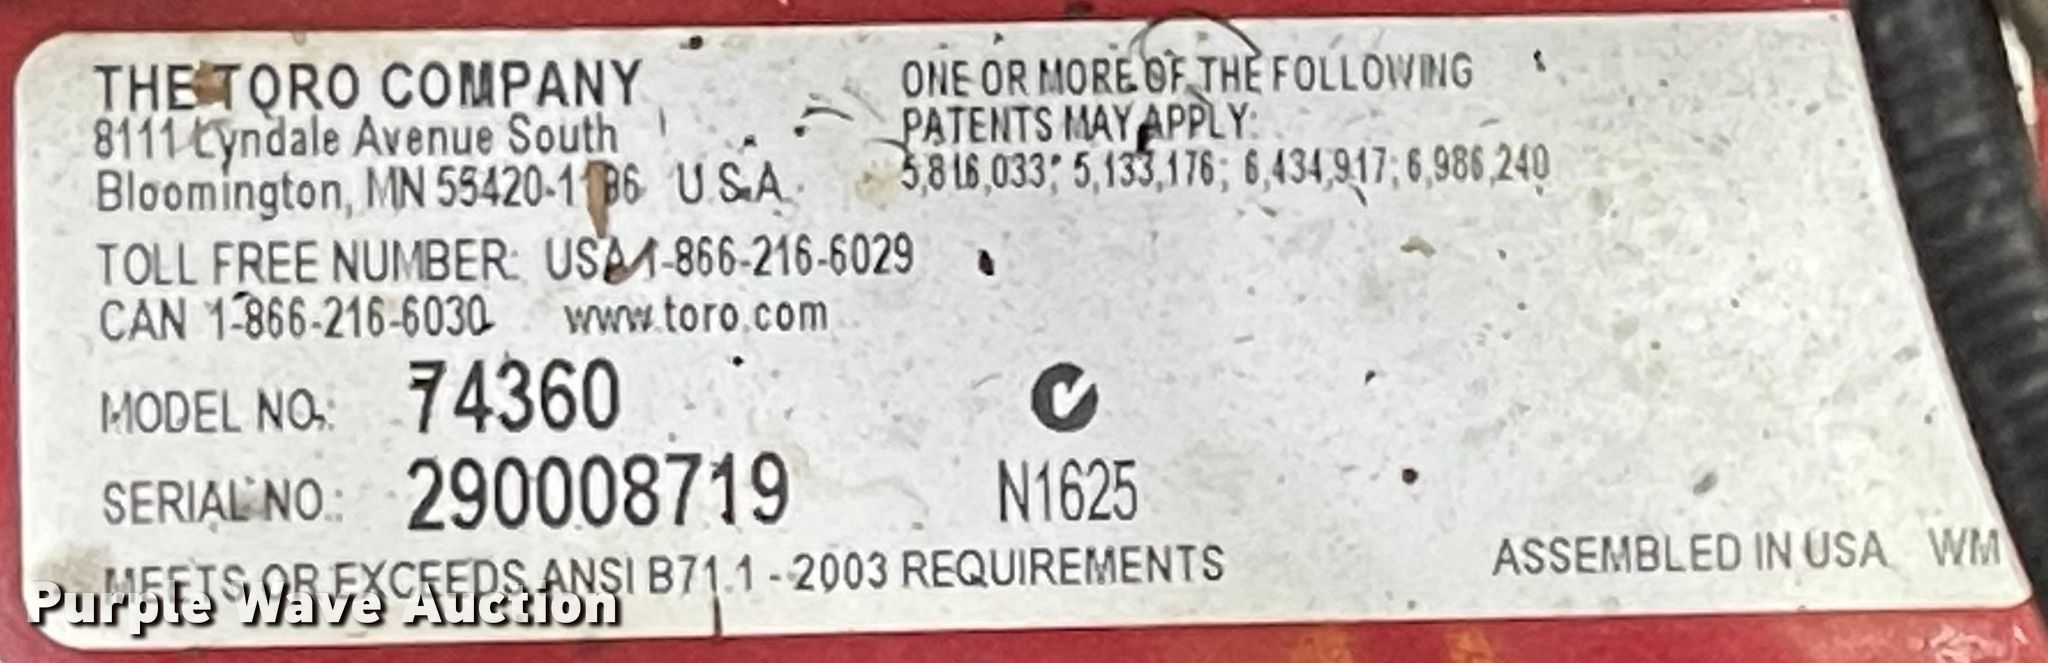 THE TORO COMPANY
8111 Lyndale Avenue South
Bloomington, MN 55420-1196 U.S.A.
TOLL FREE NUMBER: USA 1-866-216-6029
CAN 1-866-216-6030 www.toro.com
ONE OR MORE OF THE FOLLOWING
PATENTS MAY APPLY:
5,816,033; 5,133,176; 6,434,917; 6,986,240
MODEL NO.: 74360
SERIAL NO.: 290008719
N1625
MEETS OR EXCEEDS ANSI B71.1 - 2003 REQUIREMENTS
ASSEMBLED IN USA WM
Purple Wave Auction